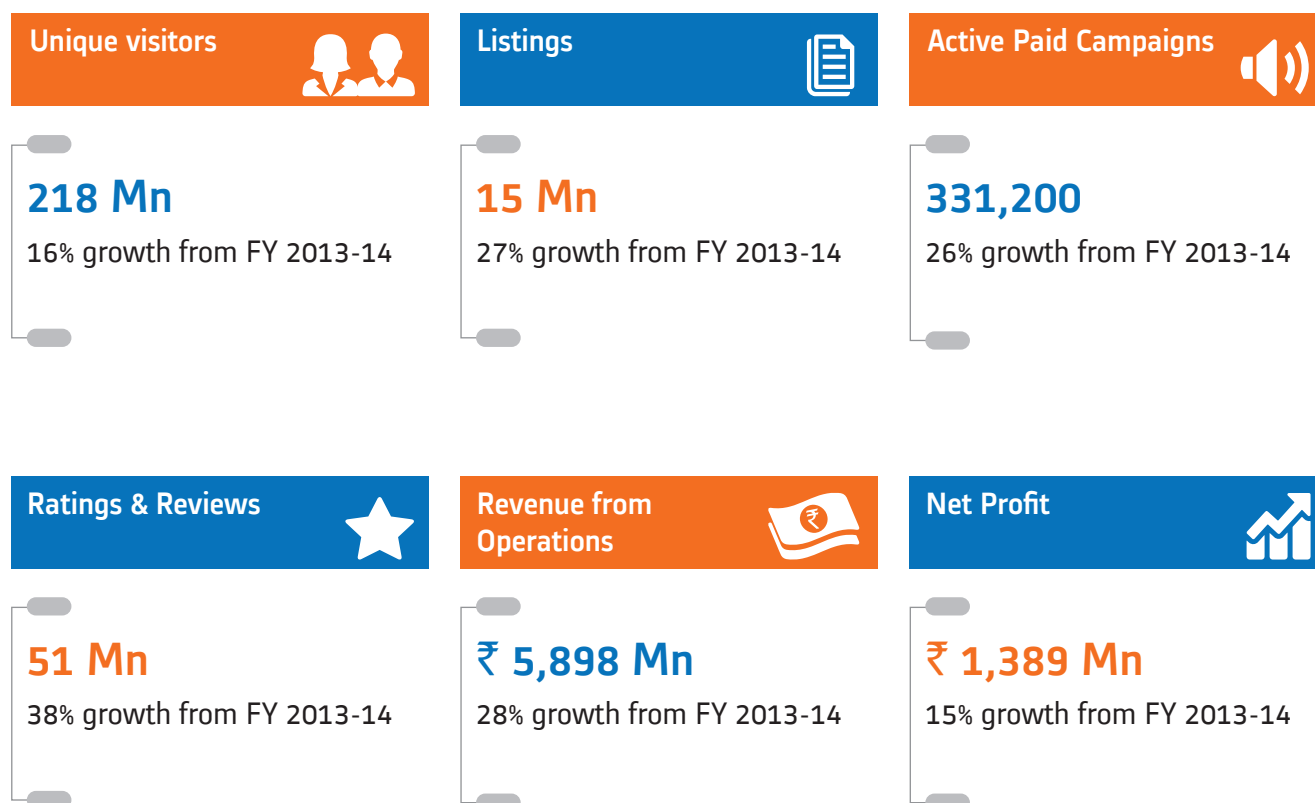 Unique visitors
Listings
Active Paid Campaigns
218 Mn
16% growth from FY 2013-14
15 Mn
27% growth from FY 2013-14
331,200
26% growth from FY 2013-14
Ratings & Reviews
Revenue from
Operations
₹
Net Profit
51 Mn
38% growth from FY 2013-14
₹ 5,898 Mn
28% growth from FY 2013-14
₹ 1,389 Mn
15% growth from FY 2013-14